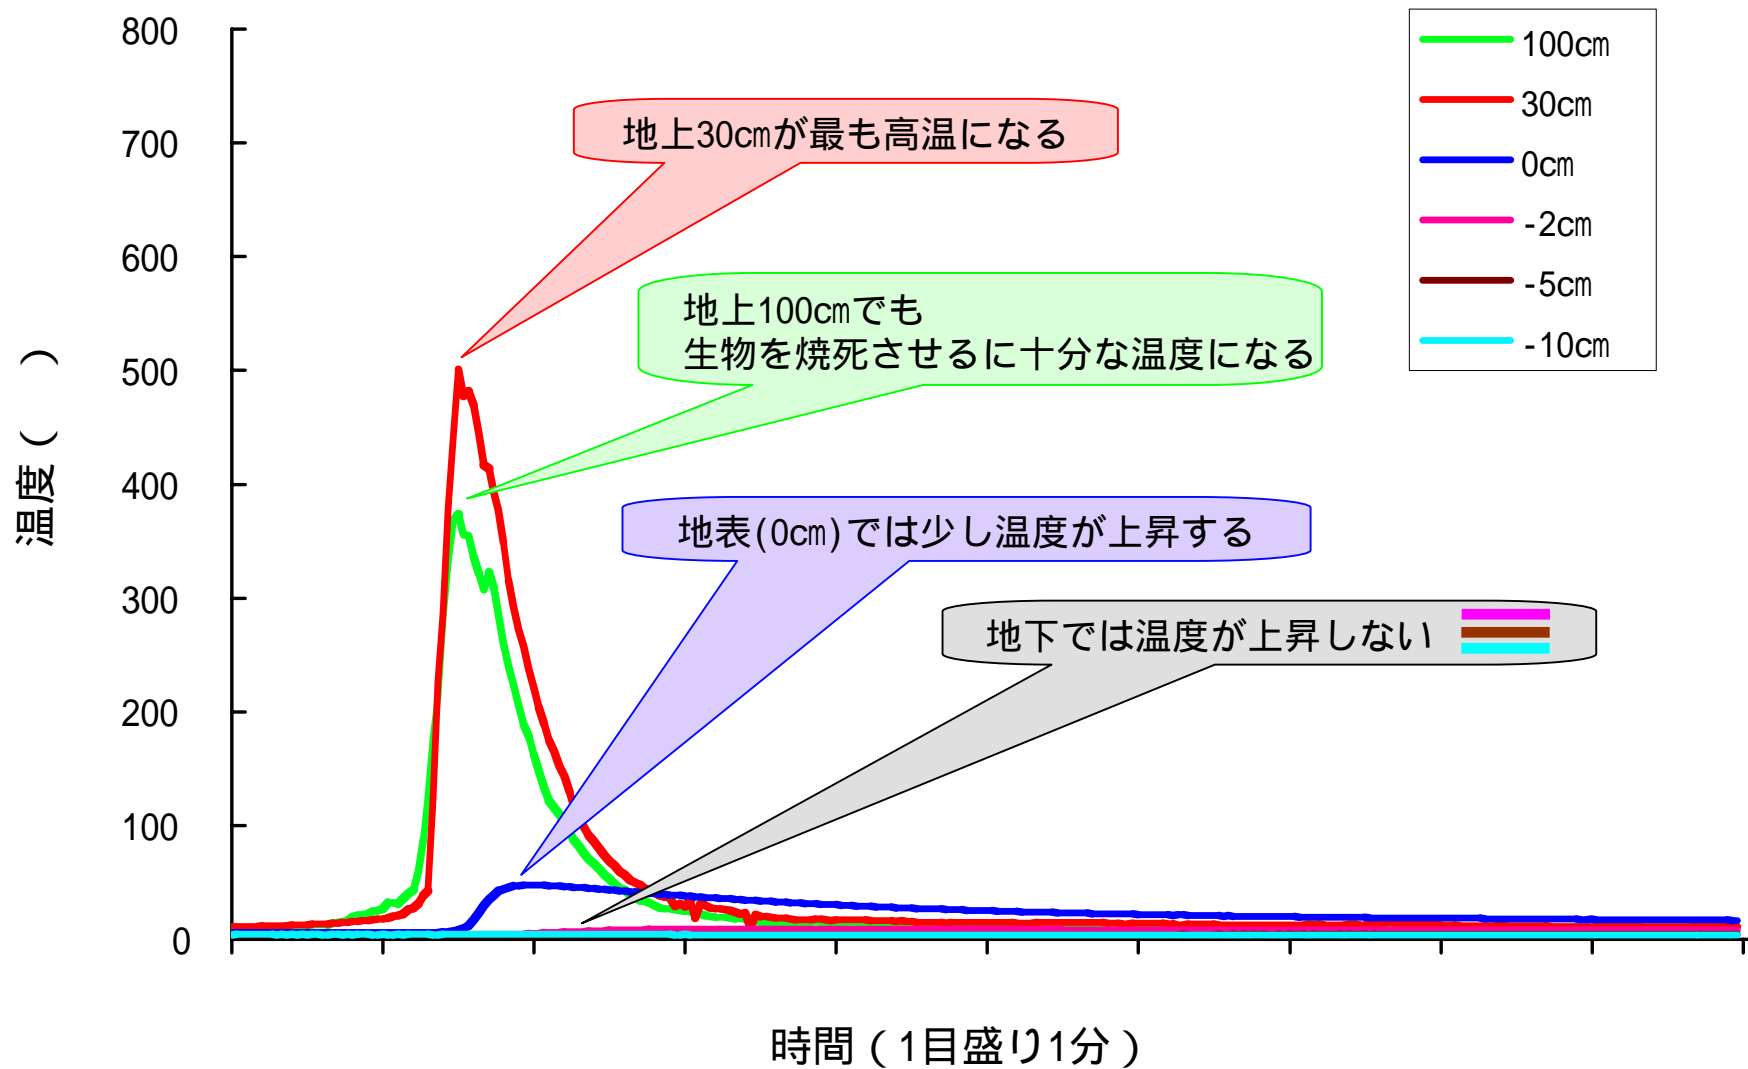 800
700
600
500
400
300
200
100
0
温度( )
時間(1目盛り1分)
100cm
30cm
0cm
-2cm
-5cm
-10cm
地上30cmが最も高温になる
地上100cmでも
生物を焼死させるに十分な温度になる
地表(0cm)では少し温度が上昇する
地下では温度が上昇しない